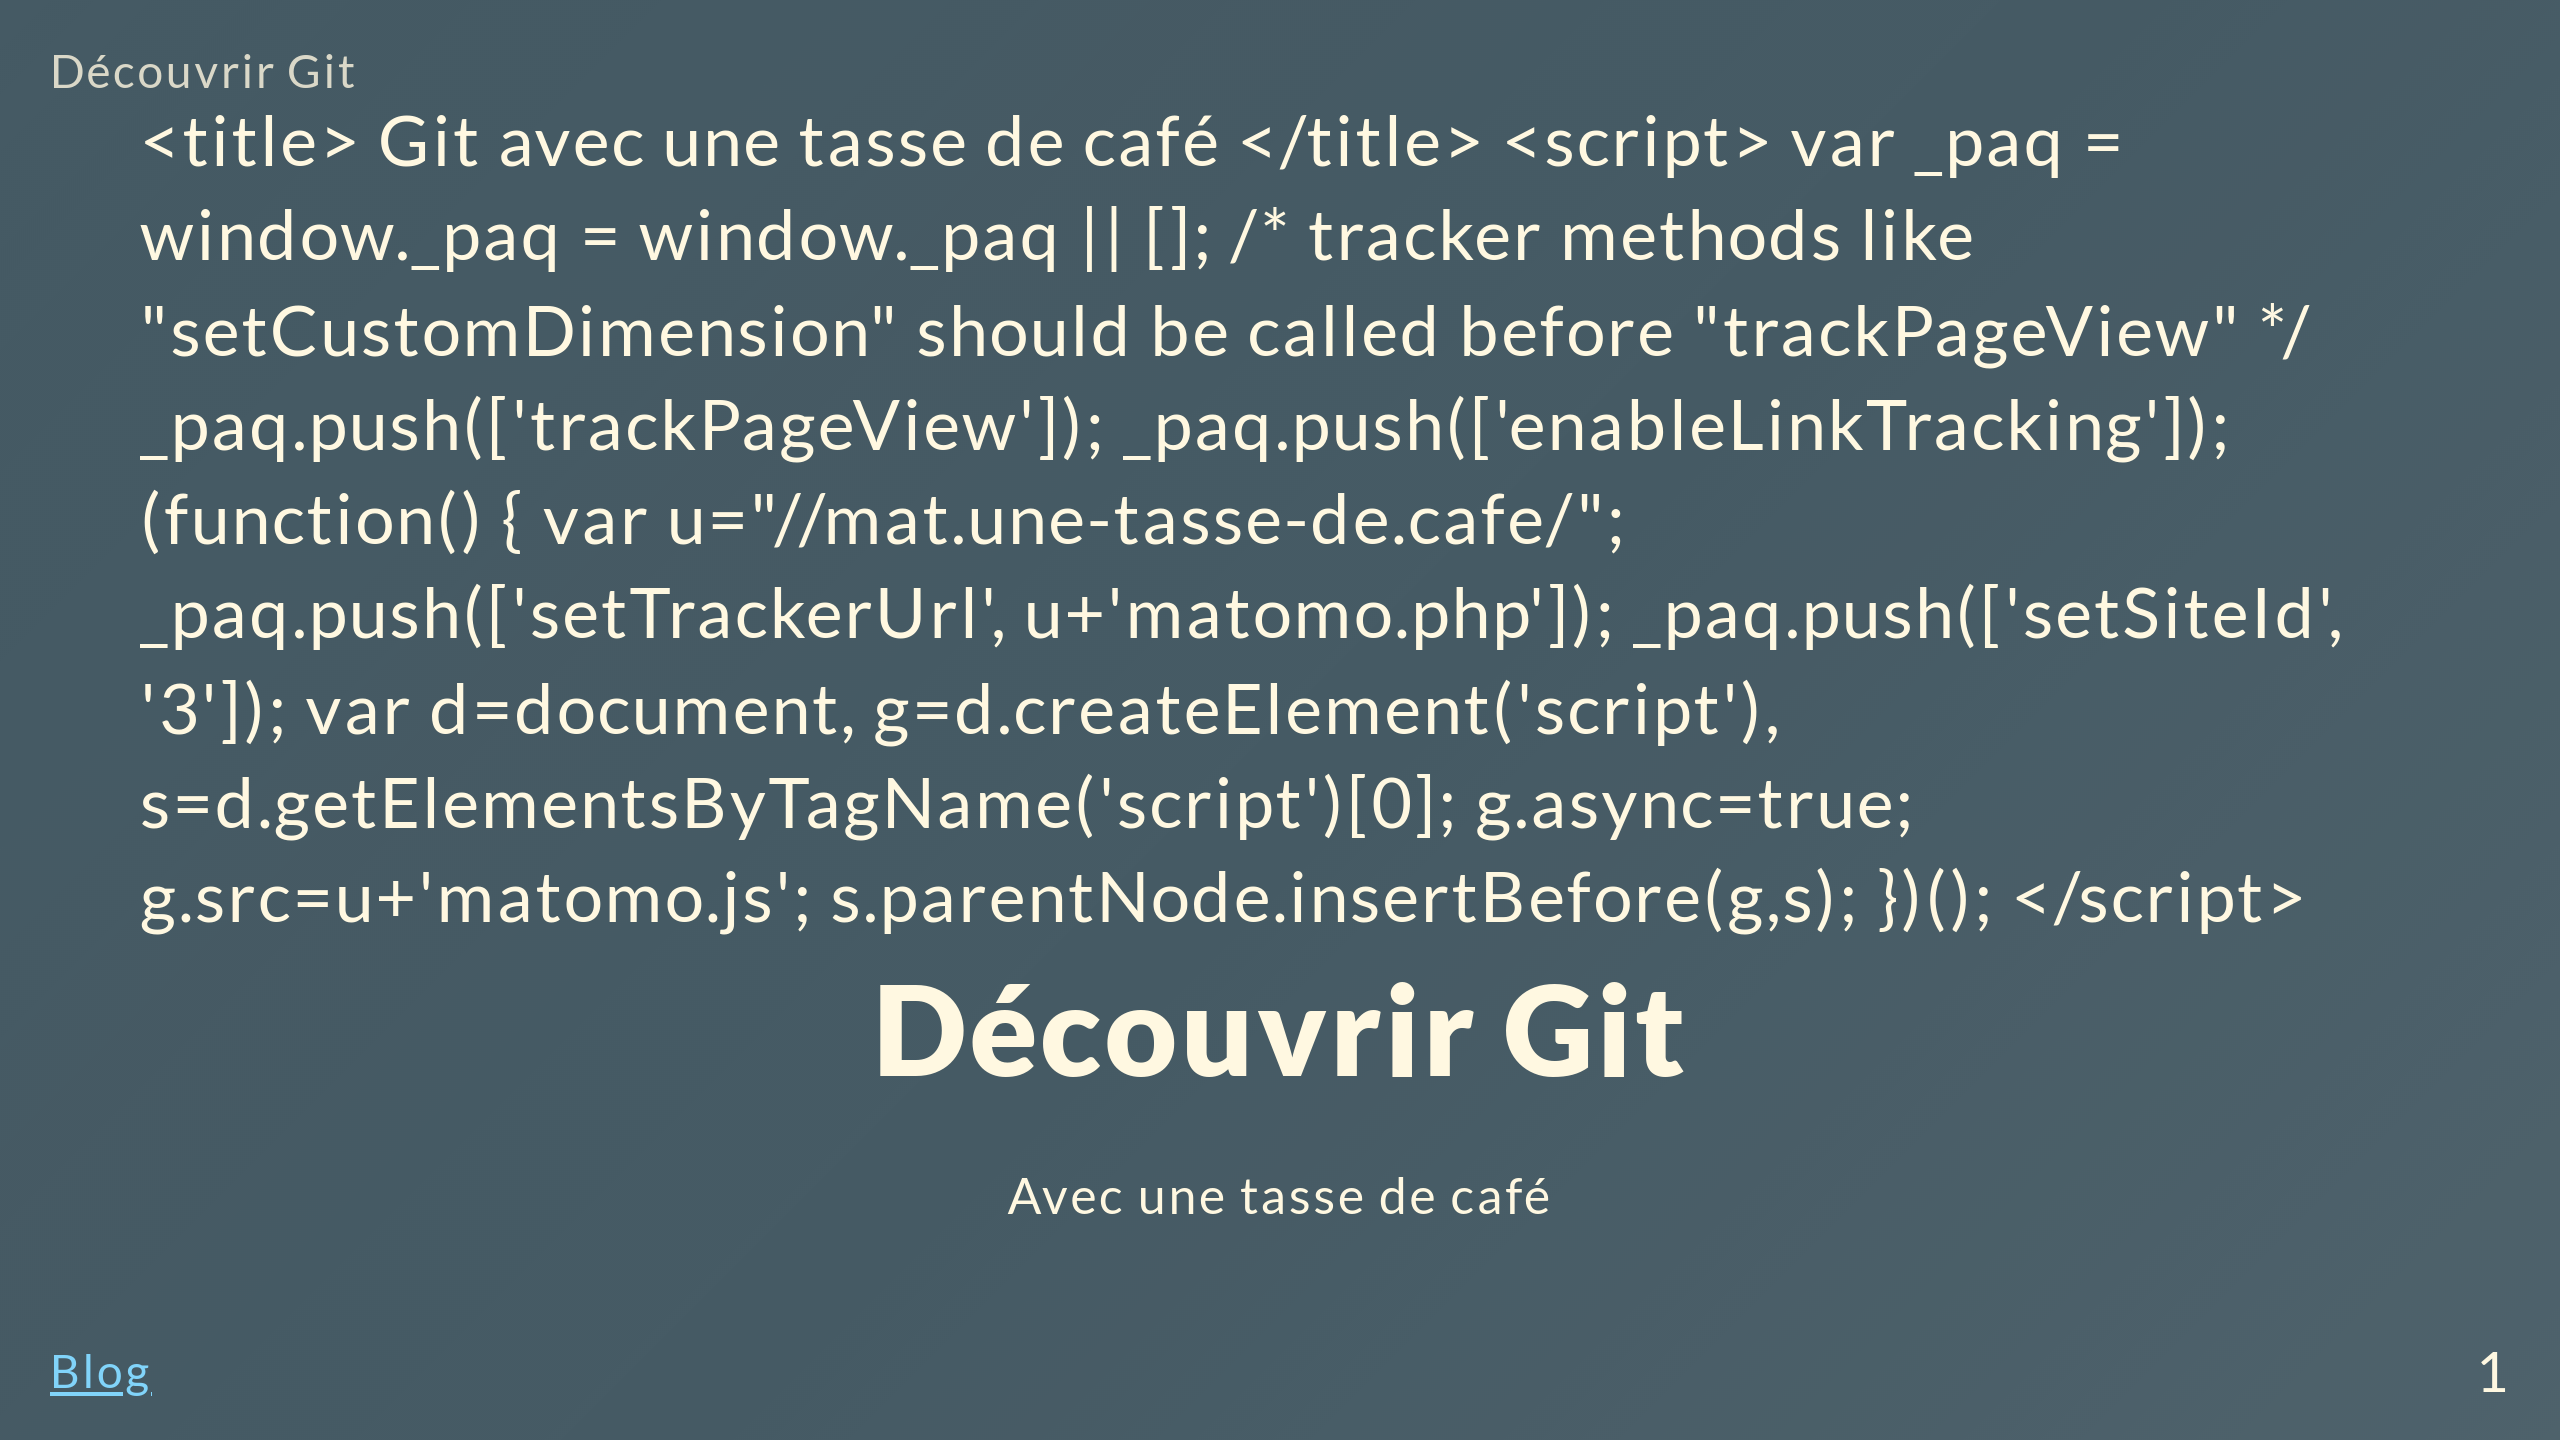 Découvrir Git
<title> Git avec une tasse de café </title> <script> var _paq =
window._paq = window._paq || []; /* tracker methods like
"setCustomDimension" should be called before "trackPageView" */
_paq.push(['trackPageView']); _paq.push(['enableLinkTracking']);
(function() { var u="//mat.une-tasse-de.cafe/";
_paq.push(['setTrackerUrl', u+'matomo.php']); _paq.push(['setSiteId',
'3']); var d=document, g=d.createElement('script'),
s=d.getElementsByTagName('script')[0]; g.async=true;
g.src=u+'matomo.js'; s.parentNode.insertBefore(g,s); })(); </script>
Découvrir Git
Avec une tasse de café
Blog
1